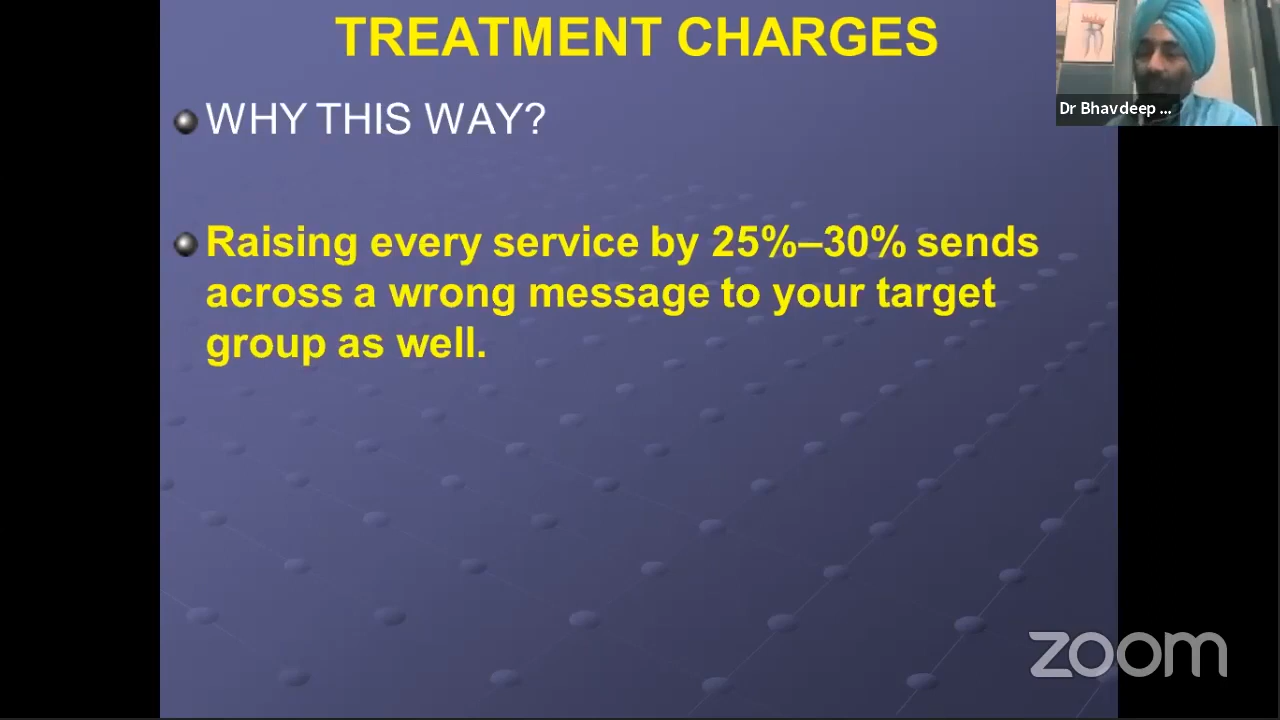 TREATMENT CHARGES
WHY THIS WAY?
Raising every service by 25%–30% sends
across a wrong message to your target
group as well.
Dr Bhavdeep ...
zoom